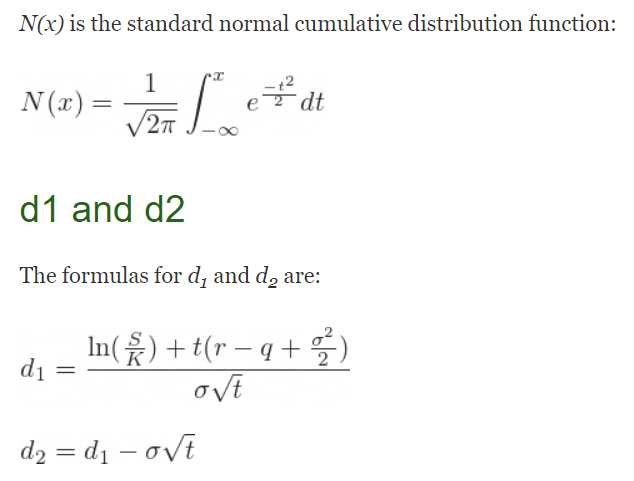 N(x) is the standard normal cumulative distribution function:
N(x) = \frac{1}{\sqrt{2\pi}} \int_{-\infty}^{x} e^{\frac{-t^2}{2}} dt
d1 and d2
The formulas for d₁ and d₂ are:
d_1 = \frac{\ln(\frac{S}{K}) + t(r - q + \frac{\sigma^2}{2})}{\sigma\sqrt{t}}
d_2 = d_1 - \sigma\sqrt{t}